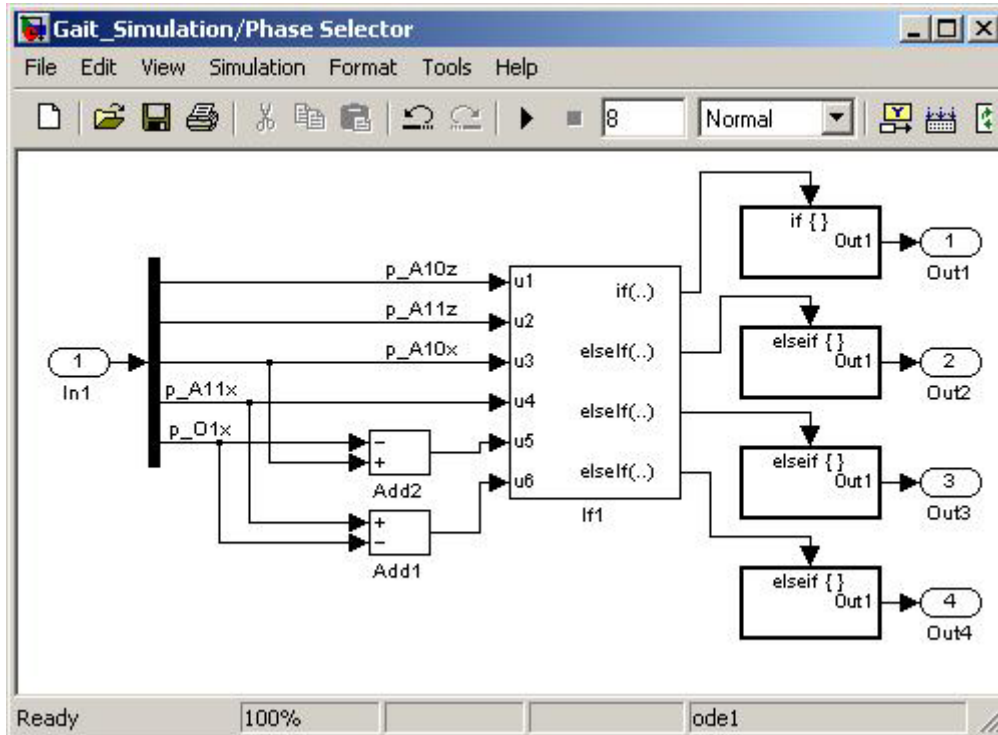 Gait_Simulation/Phase Selector
File Edit View Simulation Format Tools Help
8 Normal
if { }
Out1
1
Out1
p_A10z
u1
if(..)
p_A11z
u2
elseif { }
Out1
2
Out2
1
In1
p_A10x
u3
elseIf(..)
p_A11x
u4
elseIf(..)
p_O1x
−
+
Add2
u5
elseif { }
Out1
3
Out3
u6
elseIf(..)
If1
+
−
Add1
elseif { }
Out1
4
Out4
Ready 100% ode1